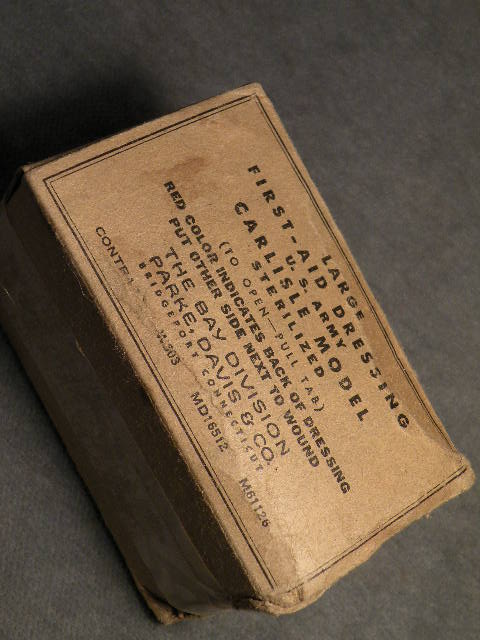 LARGE
FIRST-AID DRESSING
U. S. ARMY
CARLISLE MODEL
STERILIZED
(TO OPEN—PULL TAB)
RED COLOR INDICATES BACK OF DRESSING
PUT OTHER SIDE NEXT TO WOUND
THE BAY DIVISION
PARKE, DAVIS & CO.
BRIDGEPORT CONNECTICUT
MD16512 M61126